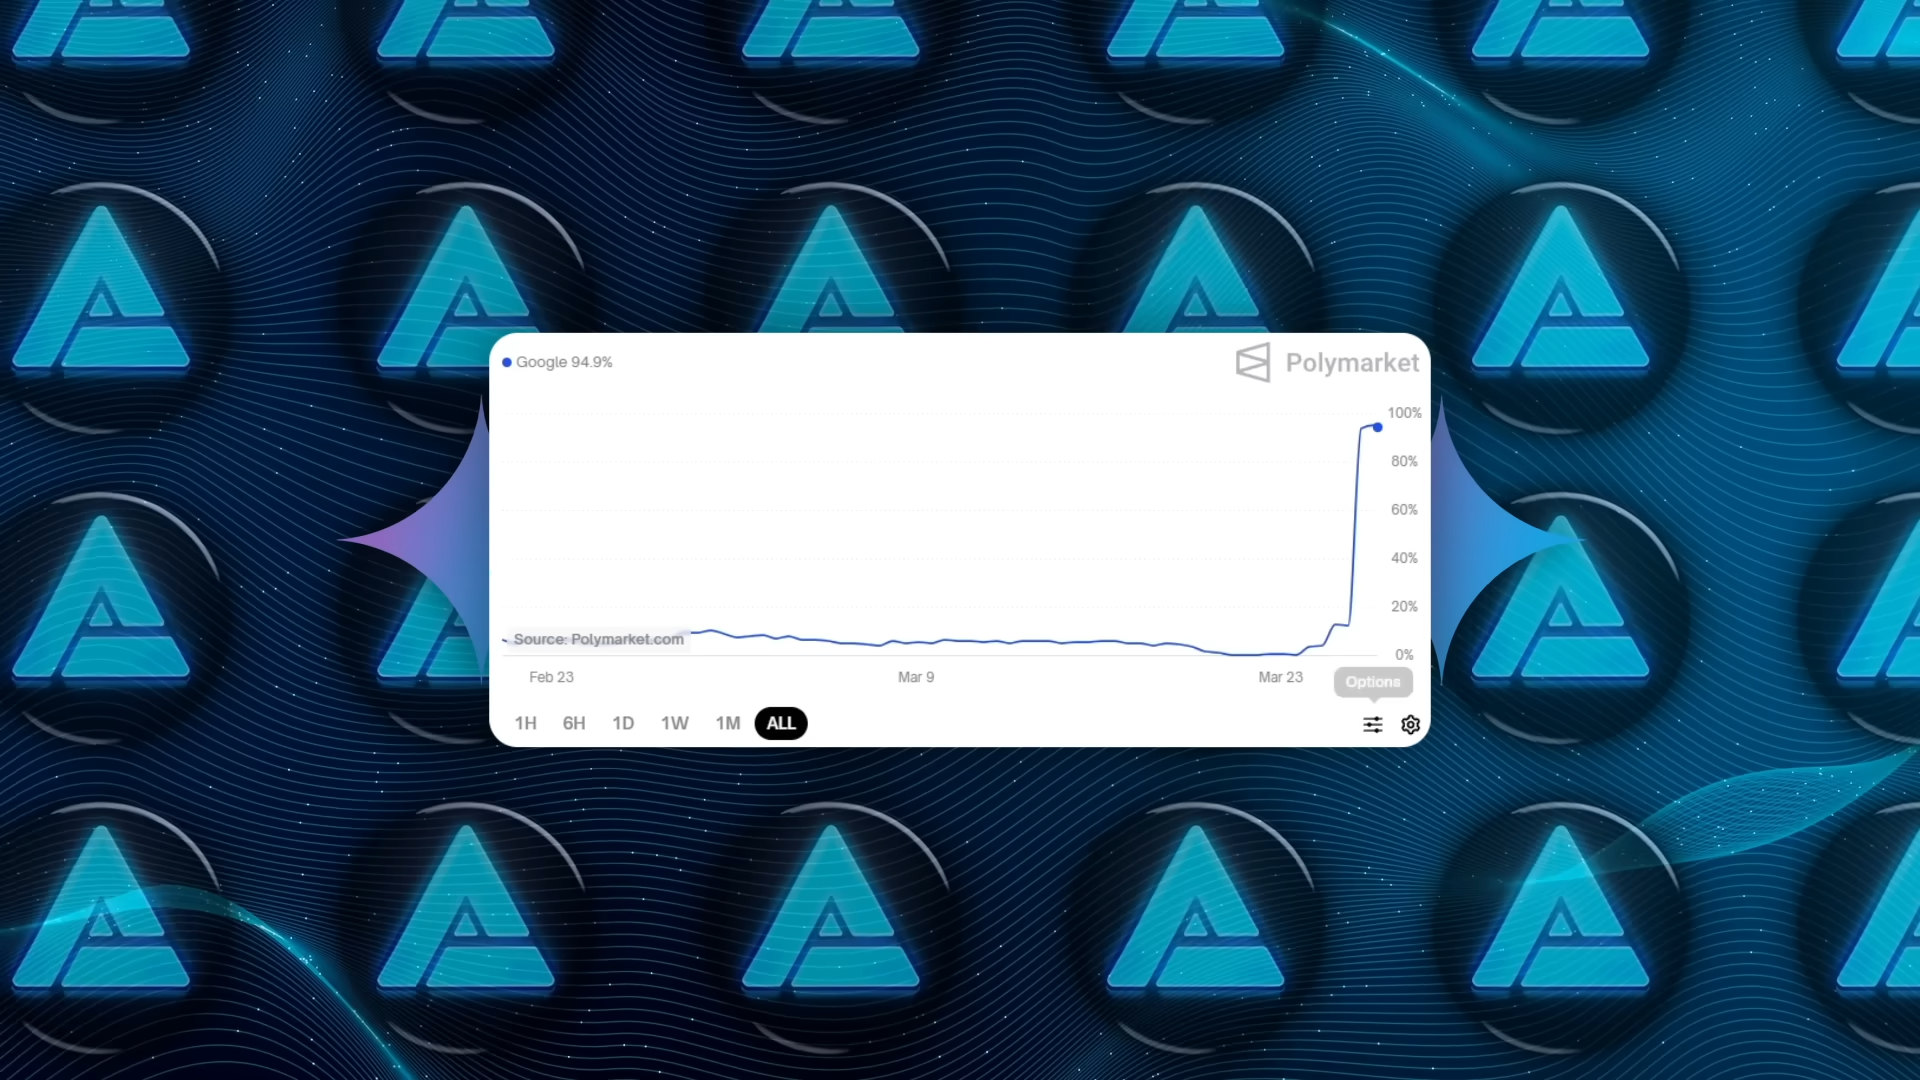 Google 94.9%
Polymarket
100%
80%
60%
40%
20%
0%
Source: Polymarket.com
Feb 23
Mar 9
Mar 23
Options
1H
6H
1D
1W
1M
ALL